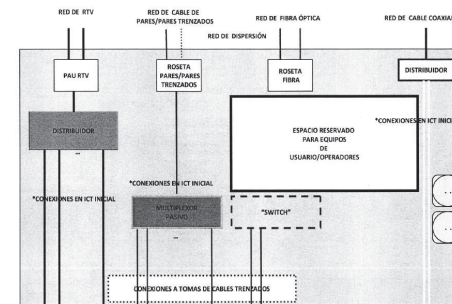 RED DE RTV
RED DE CABLE DE
PARES/PARES TRENZADOS
RED DE FIBRA ÓPTICA
RED DE CABLE COAXIAL
RED DE DISPERSIÓN
PAU RTV
ROSETA
PARES/PARES
TRENZADOS
ROSETA
FIBRA
DISTRIBUIDOR
DISTRIBUIDOR
ESPACIO RESERVADO
PARA EQUIPOS
DE
USUARIO/OPERADORES
*CONEXIONES EN ICT INICI
*CONEXIONES EN ICT INICIAL
*CONEXIONES EN ICT INICIAL
MULTIPLEXOR
PASIVO
"SWITCH"
CONEXIONES A TOMAS DE CABLES TRENZADOS